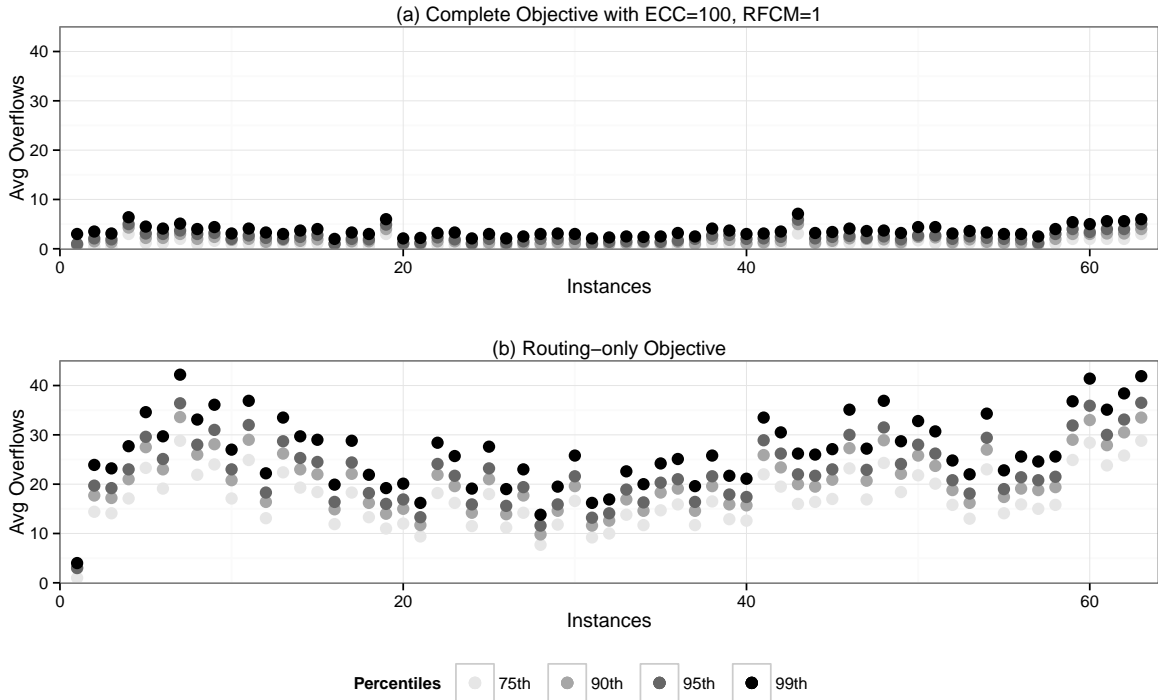 (a) Complete Objective with ECC=100, RFCM=1
Avg Overflows
40
30
20
10
0
0 20 40 60
Instances
(b) Routing−only Objective
Avg Overflows
40
30
20
10
0
0 20 40 60
Instances
Percentiles 75th 90th 95th 99th